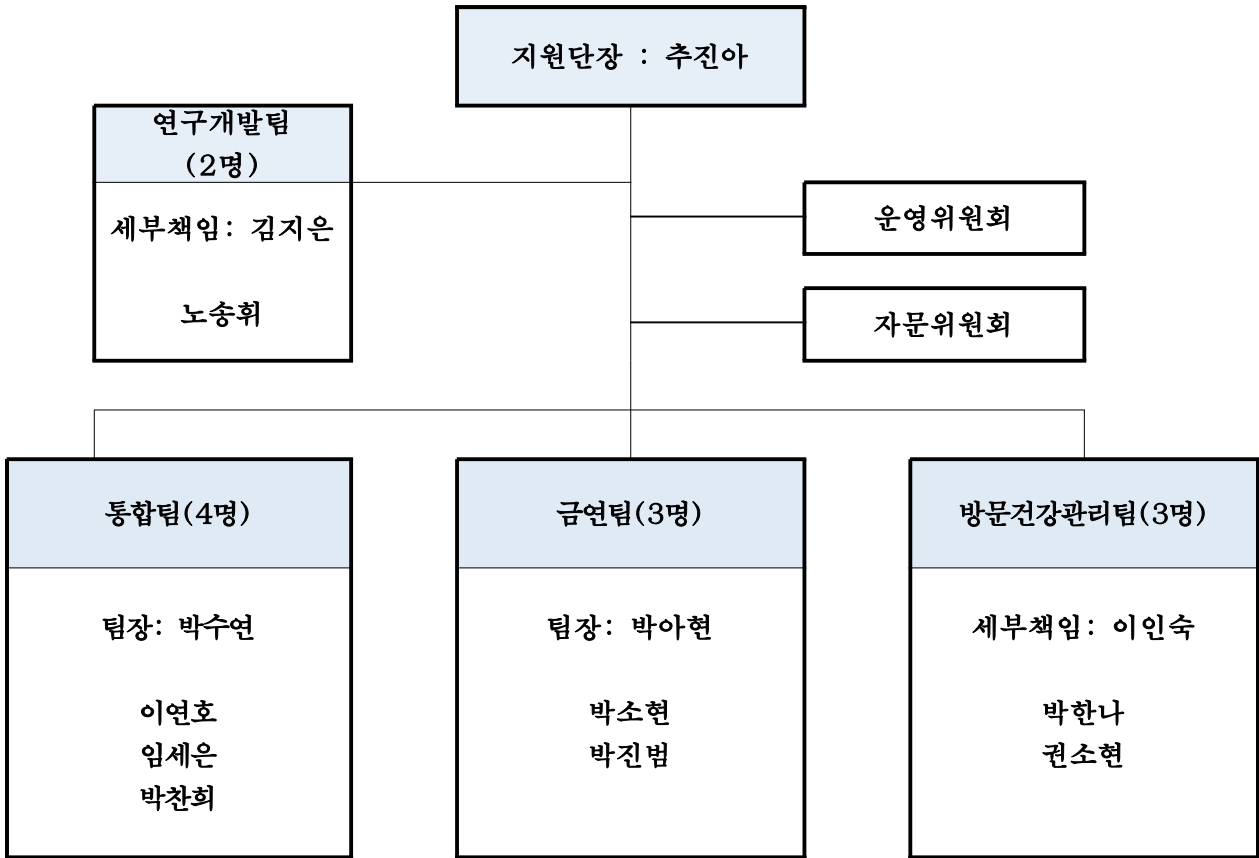 지원단장 : 추진아
연구개발팀
(2명)
세부책임: 김지은
노송휘
운영위원회
자문위원회
통합팀(4명)
팀장: 박수연
이연호
임세은
박찬희
금연팀(3명)
팀장: 박아현
박소현
박진범
방문건강관리팀(3명)
세부책임: 이인숙
박한나
권소현